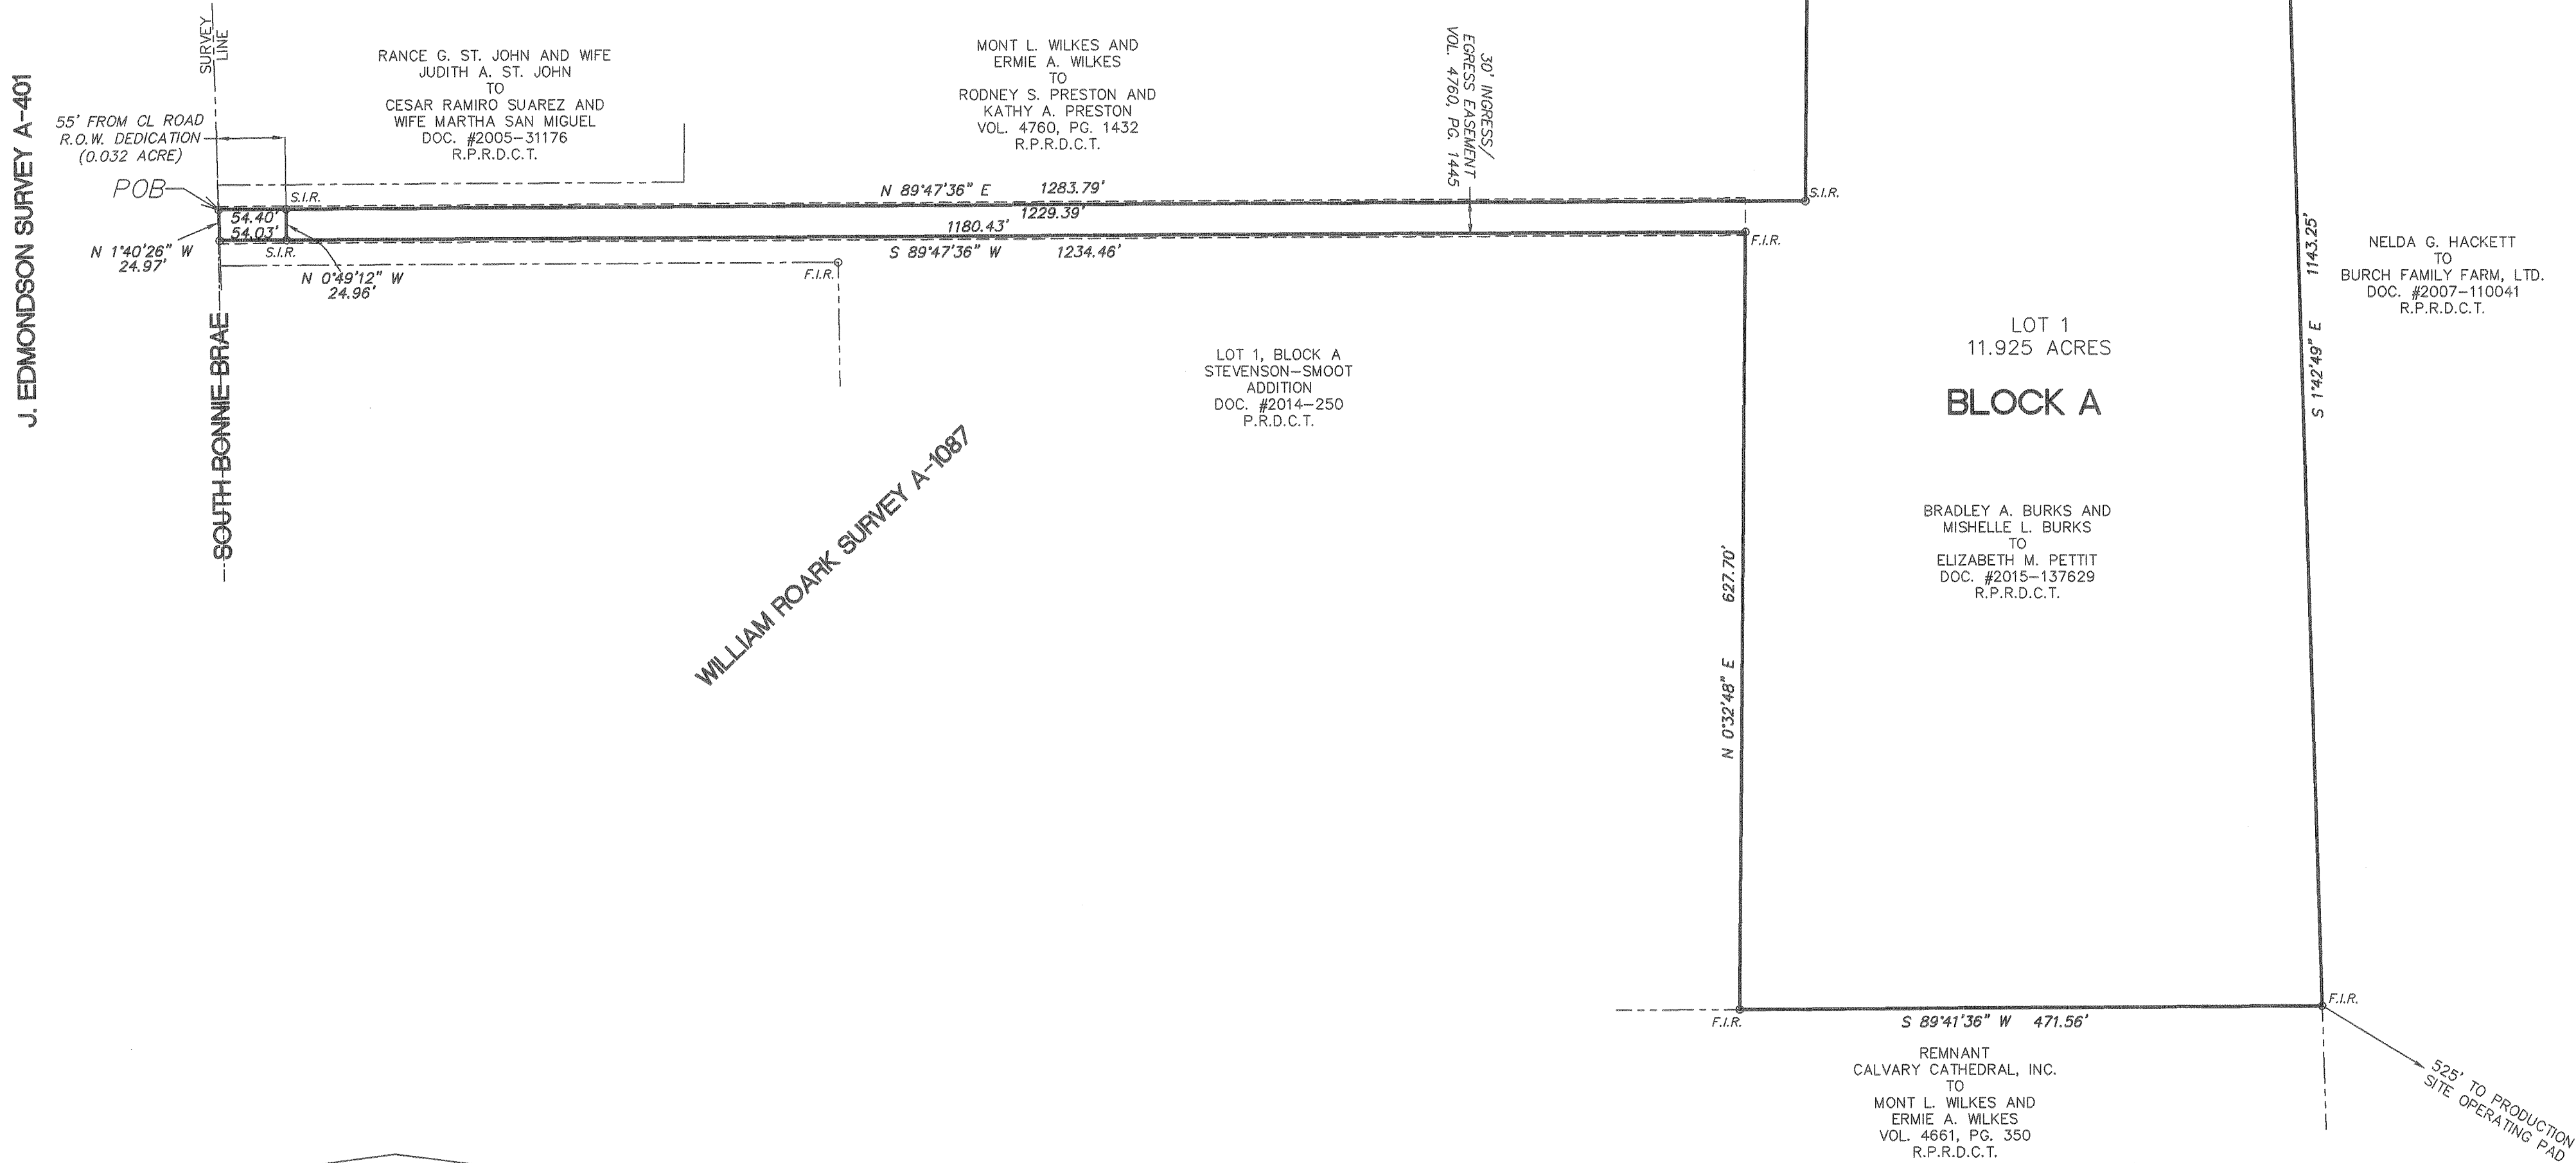 SURVEY
LINE
J. EDMONDSON SURVEY A-401
55' FROM CL ROAD
R.O.W. DEDICATION
(0.032 ACRE)
POB
RANCE G. ST. JOHN AND WIFE
JUDITH A. ST. JOHN
TO
CESAR RAMIRO SUAREZ AND
WIFE MARTHA SAN MIGUEL
DOC. #2005-31176
R.P.R.D.C.T.
MONT L. WILKES AND
ERMIE A. WILKES
TO
RODNEY S. PRESTON AND
KATHY A. PRESTON
VOL. 4760, PG. 1432
R.P.R.D.C.T.
30' INGRESS/
EGRESS EASEMENT
VOL. 4760, PG. 1445
S.I.R.
N 89°47'36" E 1283.79'
S.I.R.
54.40'
1229.39'
54.03'
1180.43'
S.I.R.
S 89°47'36" W 1234.46'
F.I.R.
N 1°40'26" W
24.97'
N 0°49'12" W
24.96'
F.I.R.
SOUTH BONNIE BRAE
WILLIAM ROARK SURVEY A-1087
LOT 1, BLOCK A
STEVENSON-SMOOT
ADDITION
DOC. #2014-250
P.R.D.C.T.
N 0°32'48" E 627.70'
LOT 1
11.925 ACRES
BLOCK A
BRADLEY A. BURKS AND
MISHELLE L. BURKS
TO
ELIZABETH M. PETTIT
DOC. #2015-137629
R.P.R.D.C.T.
S 1°42'49" E 1143.25'
NELDA G. HACKETT
TO
BURCH FAMILY FARM, LTD.
DOC. #2007-110041
R.P.R.D.C.T.
F.I.R.
F.I.R.
S 89°41'36" W 471.56'
REMNANT
CALVARY CATHEDRAL, INC.
TO
MONT L. WILKES AND
ERMIE A. WILKES
VOL. 4661, PG. 350
R.P.R.D.C.T.
525' TO PRODUCTION
SITE OPERATING PAD